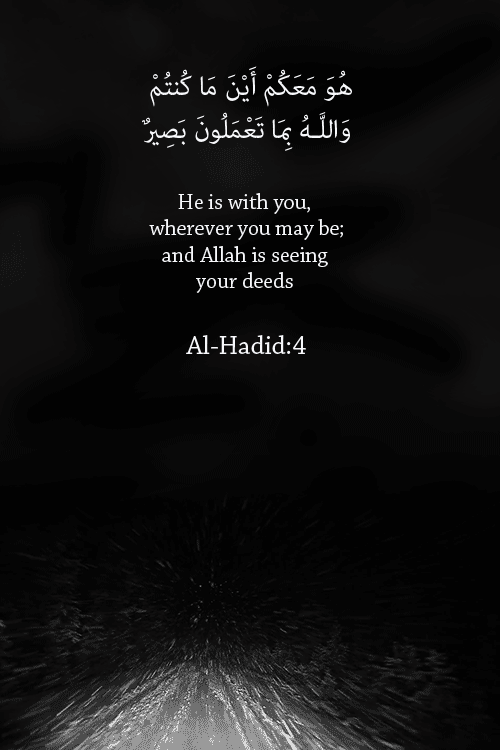 هُوَ مَعَكُمْ أَيْنَ مَا كُنتُمْ
وَاللَّـهُ بِمَا تَعْمَلُونَ بَصِيرٌ
He is with you,
wherever you may be;
and Allah is seeing
your deeds
Al-Hadid:4